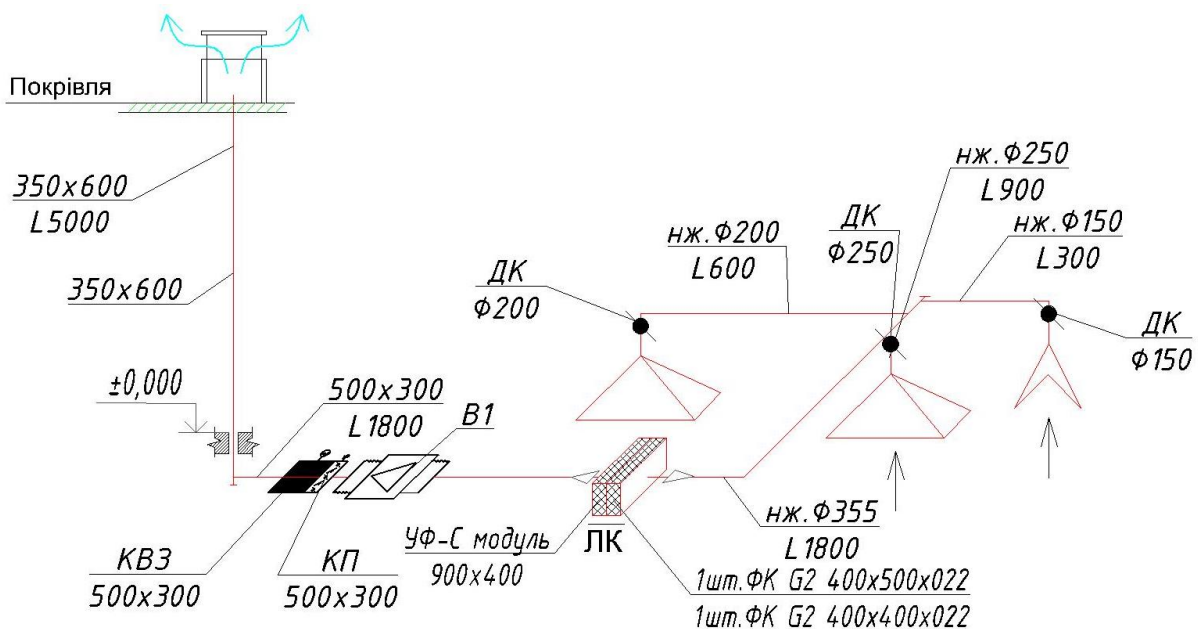 Покрівля
350х600
L5000
350х600
±0,000
500х300
L1800
В1
ДК
Ф200
нж.Ф200
L600
ДК
Ф250
нж.Ф250
L900
нж.Ф150
L300
ДК
Ф150
КВЗ
500х300
КП
500х300
УФ-С модуль
900х400
ЛК
нж.Ф355
L1800
1шт.ФК G2 400х500х022
1шт.ФК G2 400х400х022